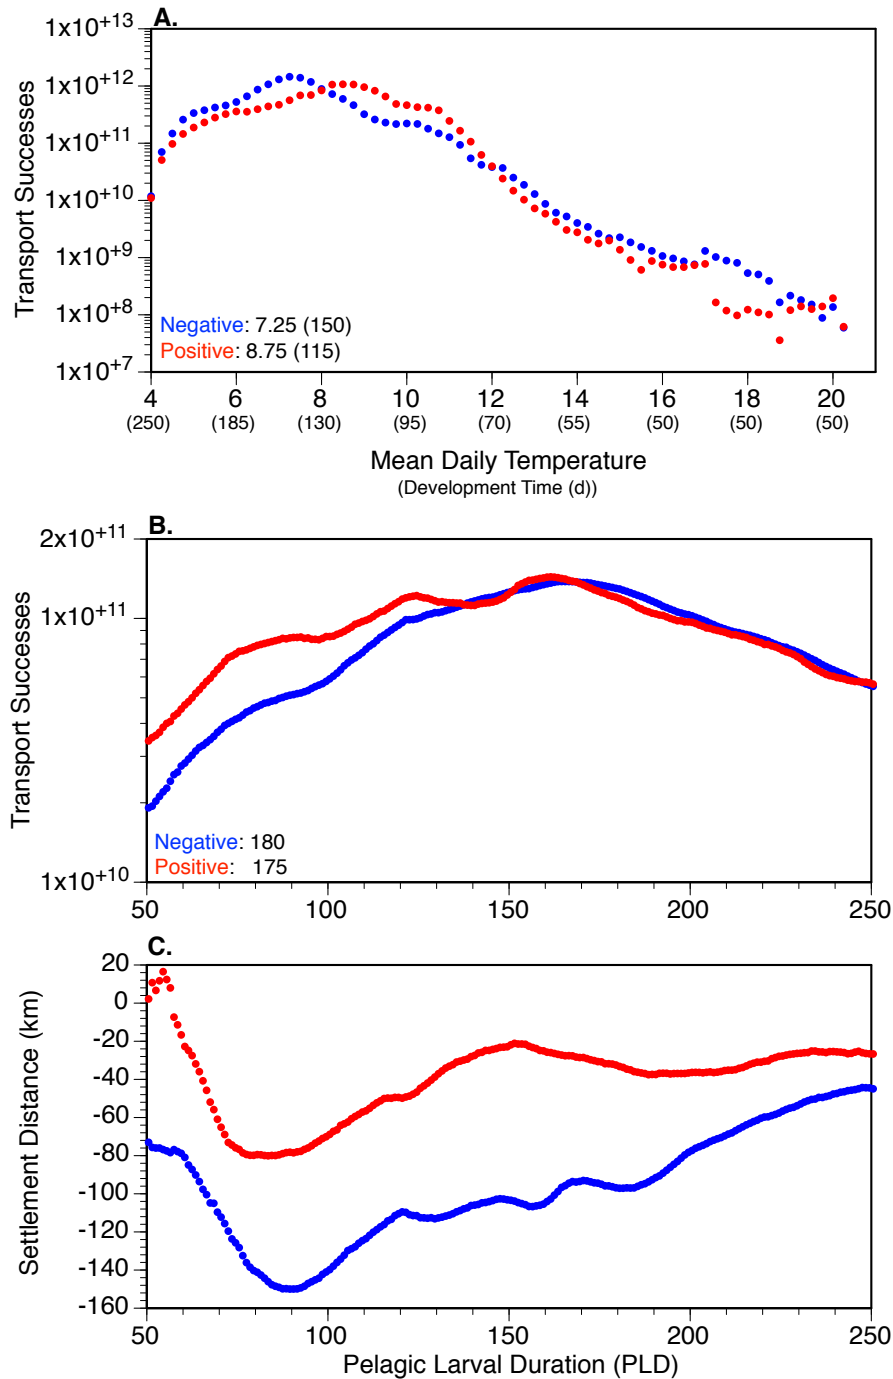 A.
1x10+13
1x10+12
1x10+11
1x10+10
1x10+9
1x10+8
1x10+7
Transport Successes
Negative: 7.25 (150)
Positive: 8.75 (115)
4 6 8 10 12 14 16 18 20
(250) (185) (130) (95) (70) (55) (50) (50) (50)
Mean Daily Temperature
(Development Time (d))
B.
2x10+11
1x10+11
1x10+10
Transport Successes
Negative: 180
Positive: 175
50 100 150 200 250
C.
20
0
-20
-40
-60
-80
-100
-120
-140
-160
Settlement Distance (km)
50 100 150 200 250
Pelagic Larval Duration (PLD)